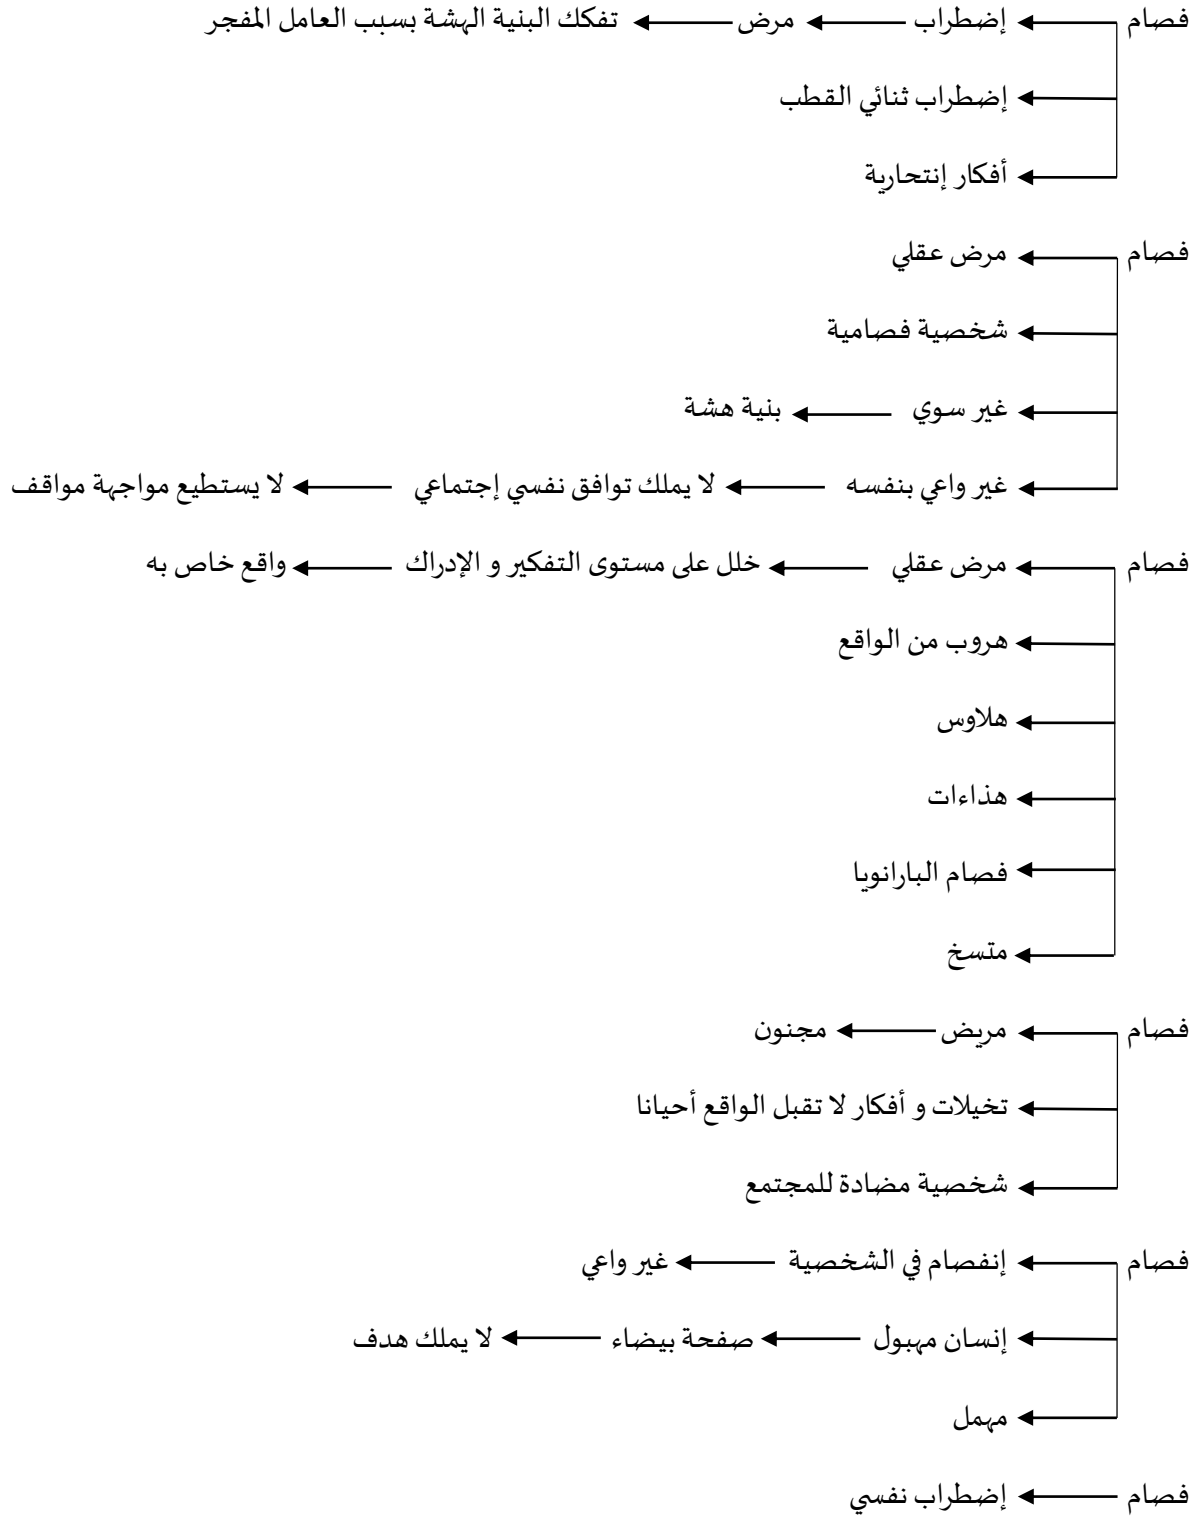 فصام إضطراب مرض تفكك البنية الهشة بسبب العامل المفجر
إضطراب ثنائي القطب
أفكار إنتحارية
فصام مرض عقلي
شخصية فصامية
غير سوي بنية هشة
غير واعي بنفسه لا يملك توافق نفسي إجتماعي لا يستطيع مواجهة مواقف
فصام مرض عقلي خلل على مستوى التفكير و الإدراك واقع خاص به
هروب من الواقع
هلاوس
هذاءات
فصام البارانويا
متسخ
فصام مريض مجنون
تخيلات و أفكار لا تقبل الواقع أحيانا
شخصية مضادة للمجتمع
فصام إنفصام في الشخصية غير واعي
إنسان مهبول صفحة بيضاء لا يملك هدف
مهمل
فصام إضطراب نفسي